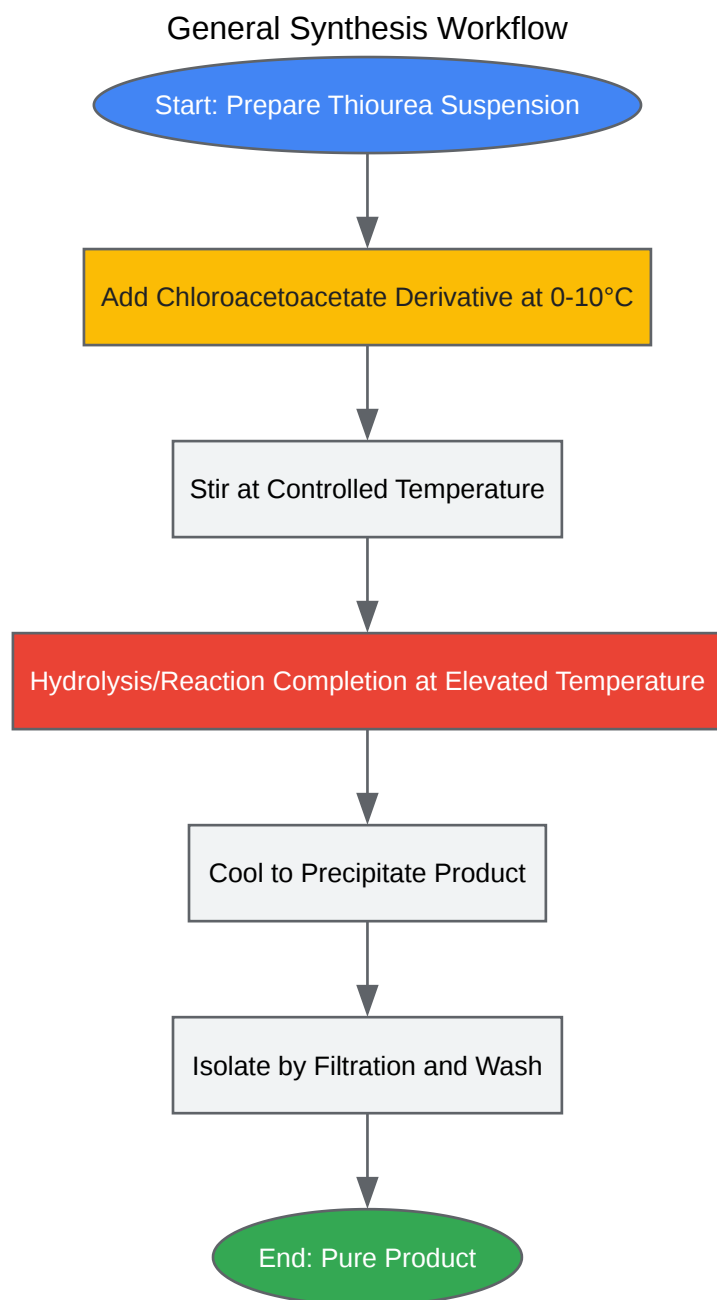 General Synthesis Workflow
Start: Prepare Thiourea Suspension
Add Chloroacetoacetate Derivative at 0-10°C
Stir at Controlled Temperature
Hydrolysis/Reaction Completion at Elevated Temperature
Cool to Precipitate Product
Isolate by Filtration and Wash
End: Pure Product